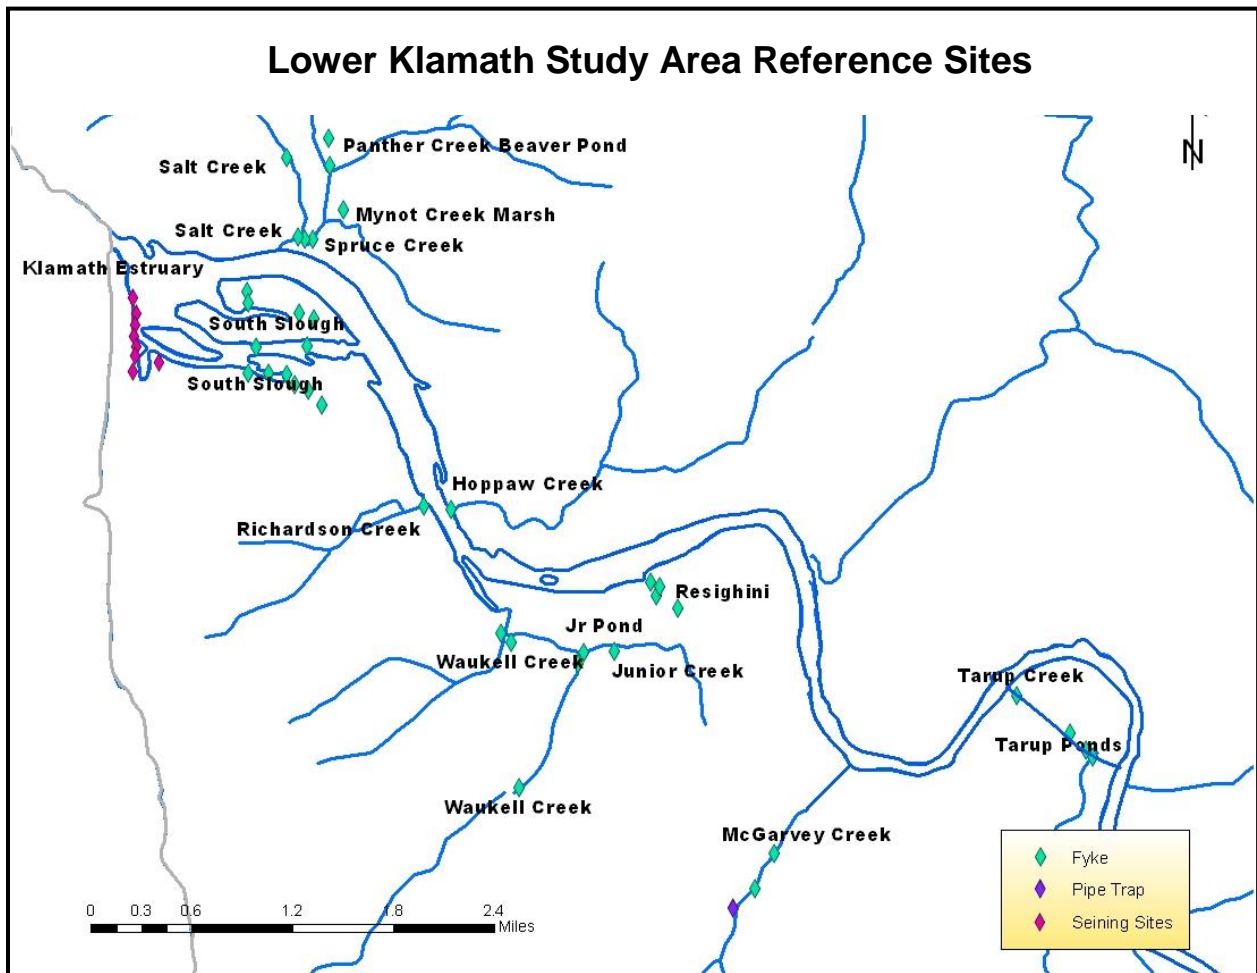 Lower Klamath Study Area Reference Sites
N
Panther Creek Beaver Pond
Salt Creek
Mynot Creek Marsh
Salt Creek
Spruce Creek
Klamath Estruary
South Slough
South Slough
Hoppaw Creek
Richardson Creek
Resighini
Jr Pond
Waukell Creek
Junior Creek
Tarup Creek
Tarup Ponds
Waukell Creek
McGarvey Creek
Fyke
Pipe Trap
Seining Sites
0 0.3 0.6 1.2 1.8 2.4
Miles